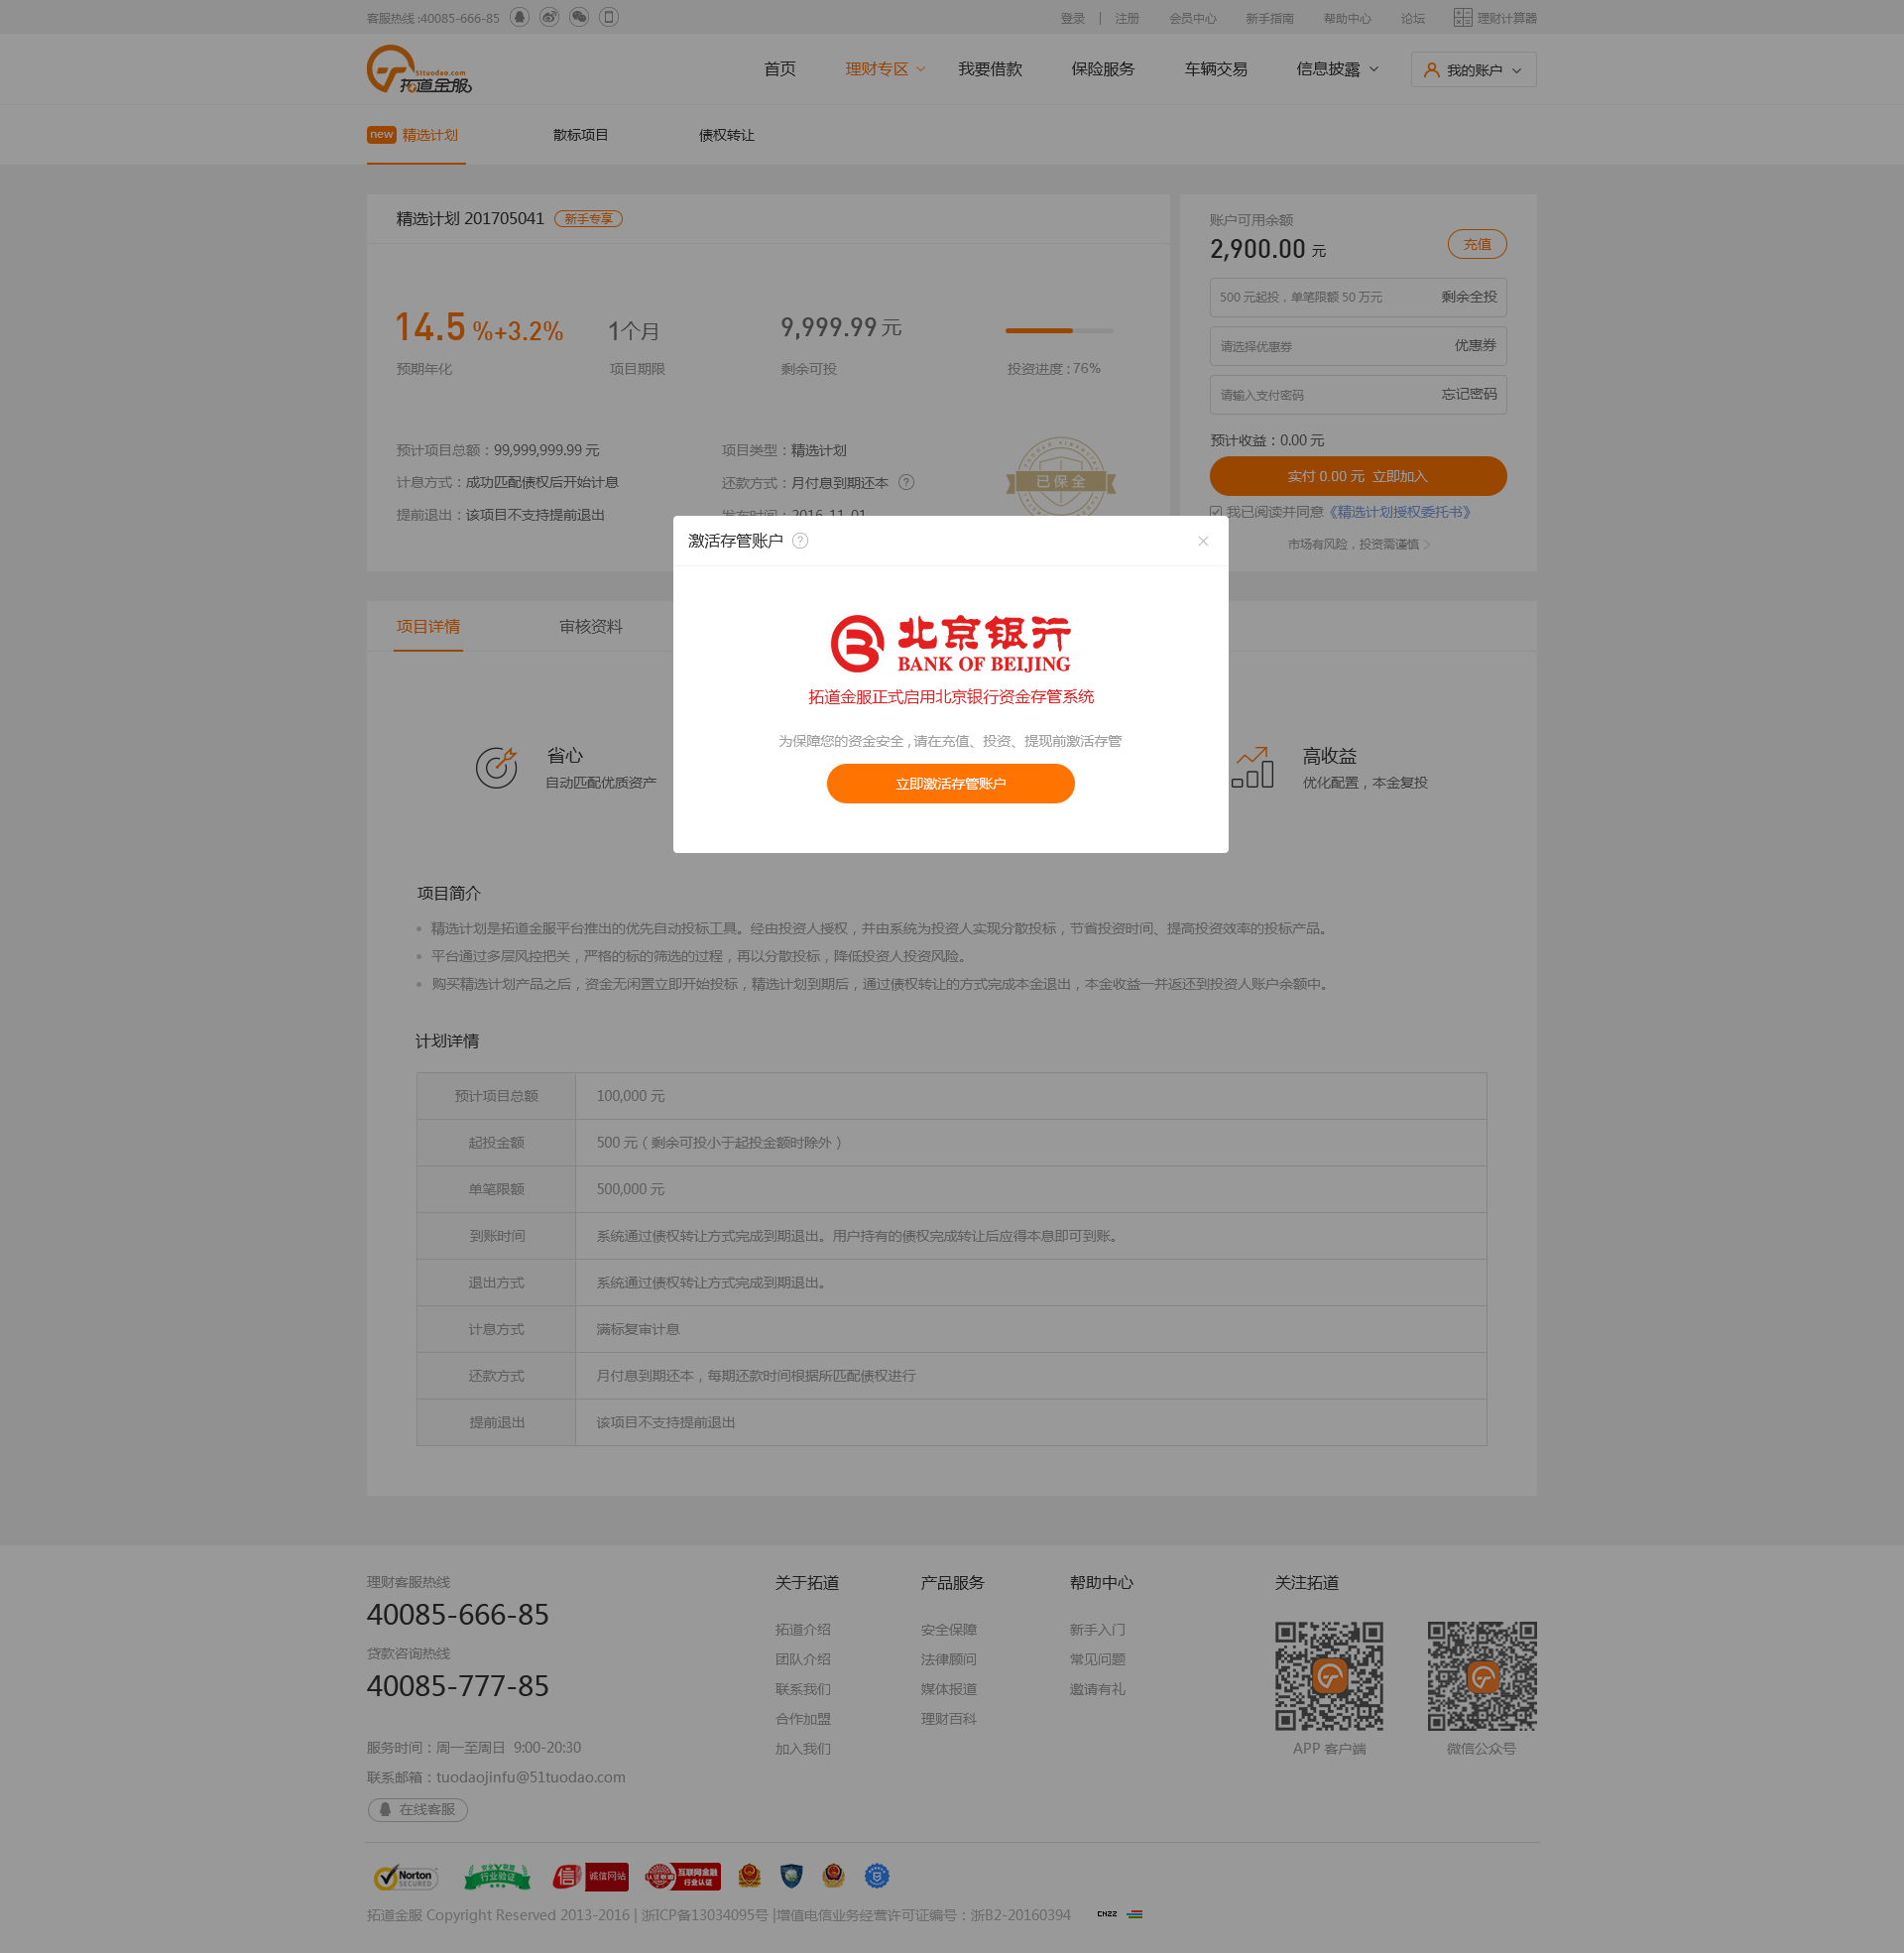 客服热线 :40085-666-85
登录 | 注册 会员中心 新手指南 帮助中心 论坛 理财计算器
51tuodao.com
拓道金服
首页 理财专区 我要借款 保险服务 车辆交易 信息披露 我的账户
new 精选计划 散标项目 债权转让
精选计划 201705041 新手专享
14.5 %+3.2% 1个月 9,999.99 元
预期年化 项目期限 剩余可投 投资进度 : 76%
预计项目总额：99,999,999.99 元 项目类型：精选计划
计息方式：成功匹配债权后开始计息 还款方式：月付息到期还本 ?
提前退出：该项目不支持提前退出 发布时间：2016-11-01
已保全
账户可用余额
2,900.00 元 充值
500 元起投，单笔限额 50 万元 剩余全投
请选择优惠券 优惠券
请输入支付密码 忘记密码
预计收益：0.00 元
实付 0.00 元 立即加入
我已阅读并同意《精选计划授权委托书》
市场有风险，投资需谨慎
激活存管账户 ?
北京银行
BANK OF BEIJING
拓道金服正式启用北京银行资金存管系统
为保障您的资金安全 , 请在充值、投资、提现前激活存管
立即激活存管账户
项目详情 审核资料
省心
自动匹配优质资产
高收益
优化配置，本金复投
项目简介
精选计划是拓道金服平台推出的优先自动投标工具。经由投资人授权，并由系统为投资人实现分散投标，节省投资时间、提高投资效率的投标产品。
平台通过多层风控把关，严格的标的筛选的过程，再以分散投标，降低投资人投资风险。
购买精选计划产品之后，资金无闲置立即开始投标，精选计划到期后，通过债权转让的方式完成本金退出，本金收益一并返还到投资人账户余额中。
计划详情
预计项目总额 100,000 元
起投金额 500 元 ( 剩余可投小于起投金额时除外 )
单笔限额 500,000 元
到账时间 系统通过债权转让方式完成到期退出。用户持有的债权完成转让后应得本息即可到账。
退出方式 系统通过债权转让方式完成到期退出。
计息方式 满标复审计息
还款方式 月付息到期还本，每期还款时间根据所匹配债权进行
提前退出 该项目不支持提前退出
理财客服热线
40085-666-85
贷款咨询热线
40085-777-85
服务时间：周一至周日 9:00-20:30
联系邮箱：tuodaojinfu@51tuodao.com
在线客服
关于拓道
拓道介绍
团队介绍
联系我们
合作加盟
加入我们
产品服务
安全保障
法律顾问
媒体报道
理财百科
帮助中心
新手入门
常见问题
邀请有礼
关注拓道
APP 客户端 微信公众号
Norton SECURED
行业验证
信 诚信网站
互联网金融
行业认证
拓道金服 Copyright Reserved 2013-2016 | 浙ICP备13034095号 |增值电信业务经营许可证编号：浙B2-20160394
CNZZ